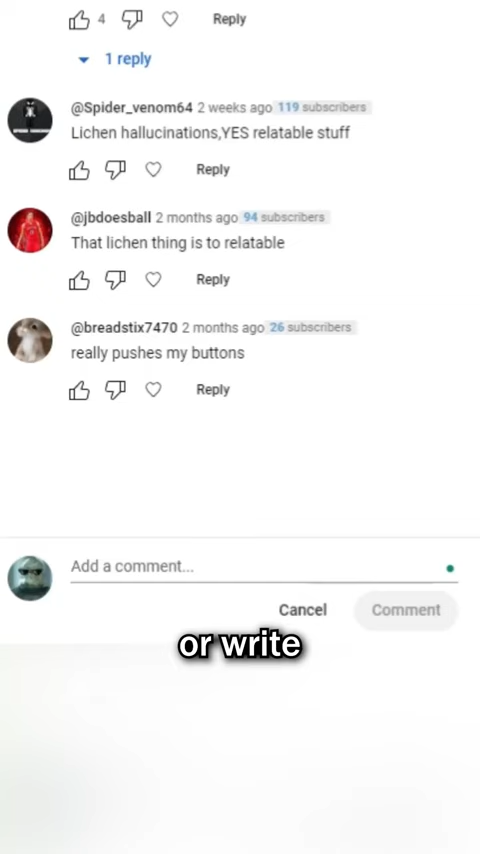 4 Reply
1 reply
@Spider_venom64 2 weeks ago 119 subscribers
Lichen hallucinations,YES relatable stuff
Reply
@jbdoesball 2 months ago 94 subscribers
That lichen thing is to relatable
Reply
@breadstix7470 2 months ago 26 subscribers
really pushes my buttons
Reply
Add a comment...
Cancel Comment
or write